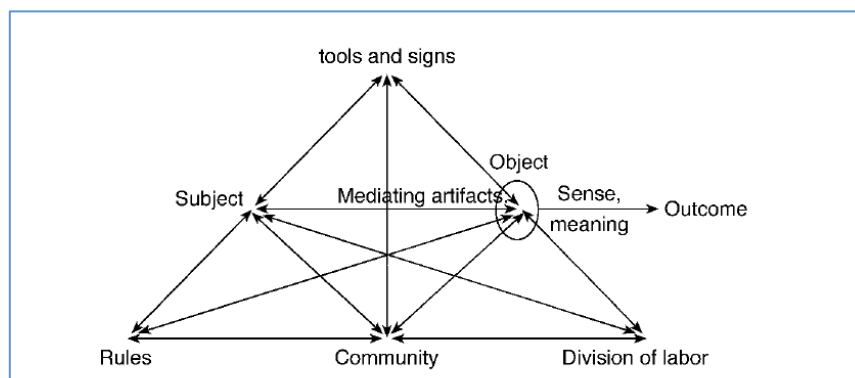 tools and signs
Object
Subject
Mediating artifacts
Sense,
meaning
Outcome
Rules
Community
Division of labor